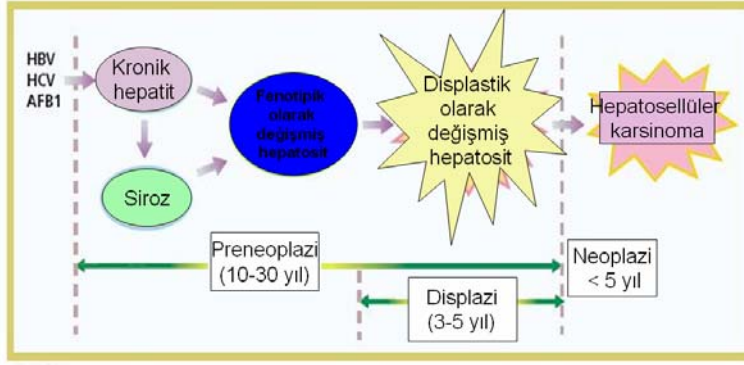 HBV
HCV
AFB1
Kronik
hepatit
Siroz
Fenotipik
olarak
değişmiş
hepatosit
Displastik
olarak
değişmiş
hepatosit
Hepatosellüler
karsinoma
Preneoplazi
(10-30 yıl)
Neoplazi
< 5 yıl
Displazi
(3-5 yıl)